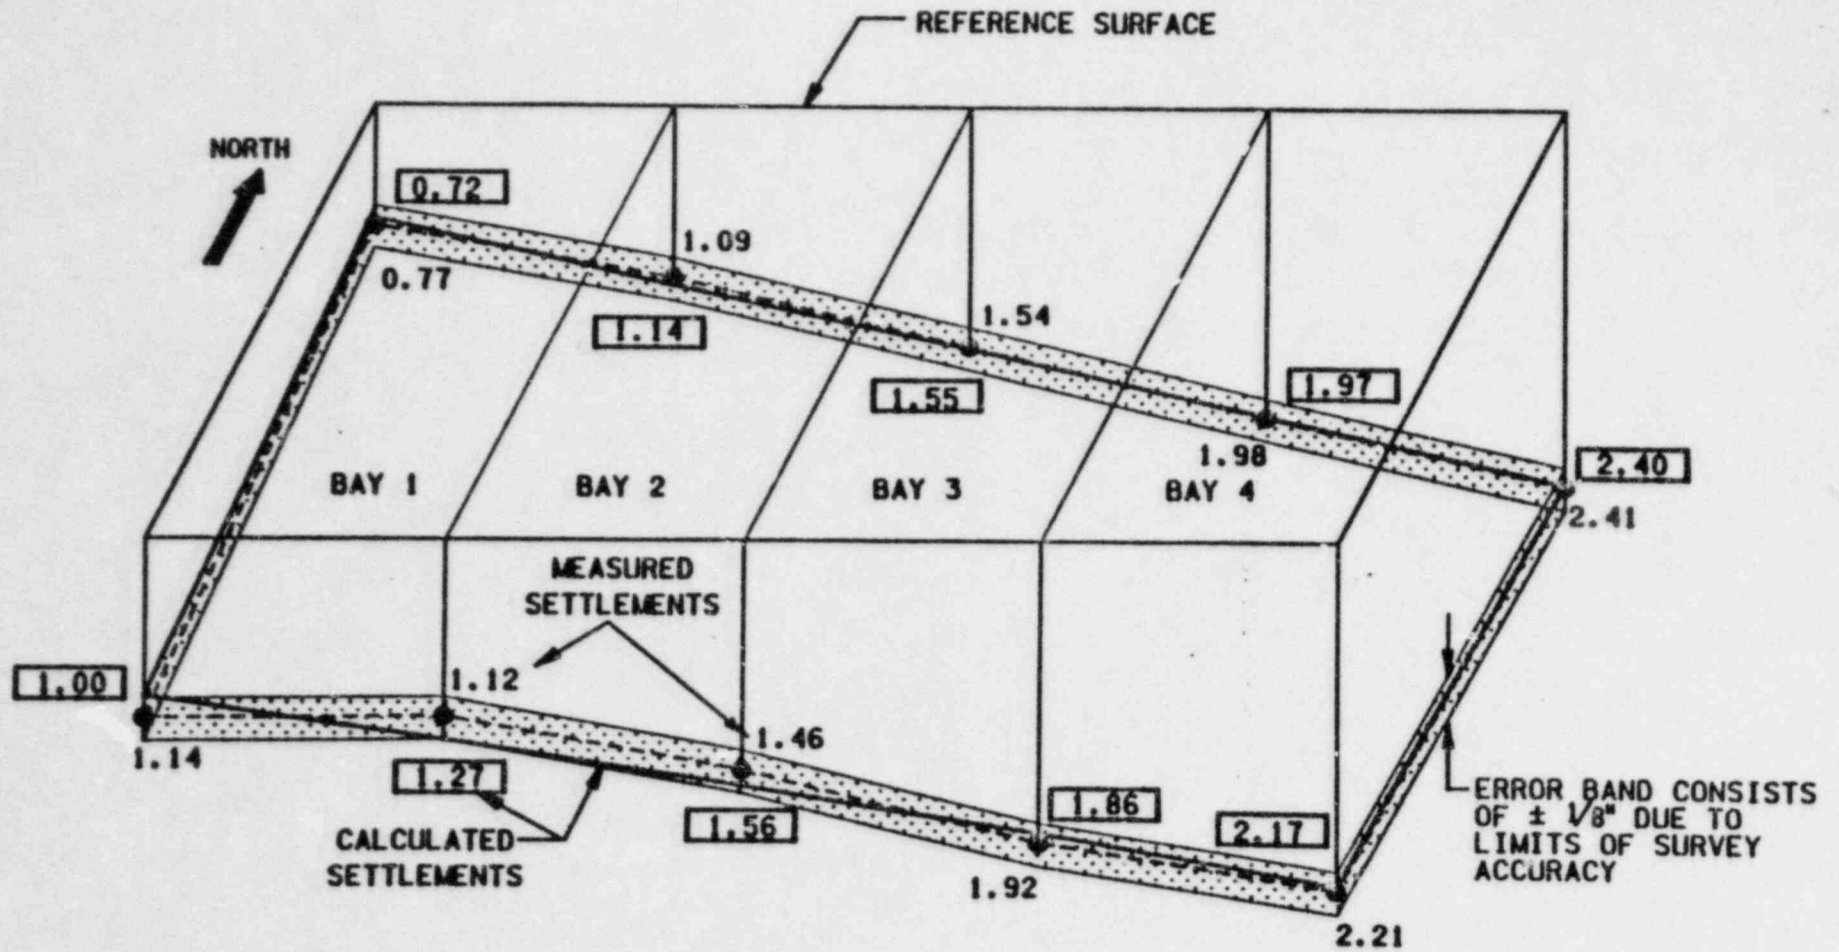 REFERENCE SURFACE
NORTH
0.72
1.09
0.77
1.14
1.54
1.55
1.97
1.98
2.40
2.41
BAY 1
BAY 2
BAY 3
BAY 4
MEASURED
SETTLEMENTS
1.00
1.12
1.14
1.46
1.27
1.56
1.86
2.17
CALCULATED
SETTLEMENTS
1.92
2.21
ERROR BAND CONSISTS
OF ± 1/8" DUE TO
LIMITS OF SURVEY
ACCURACY